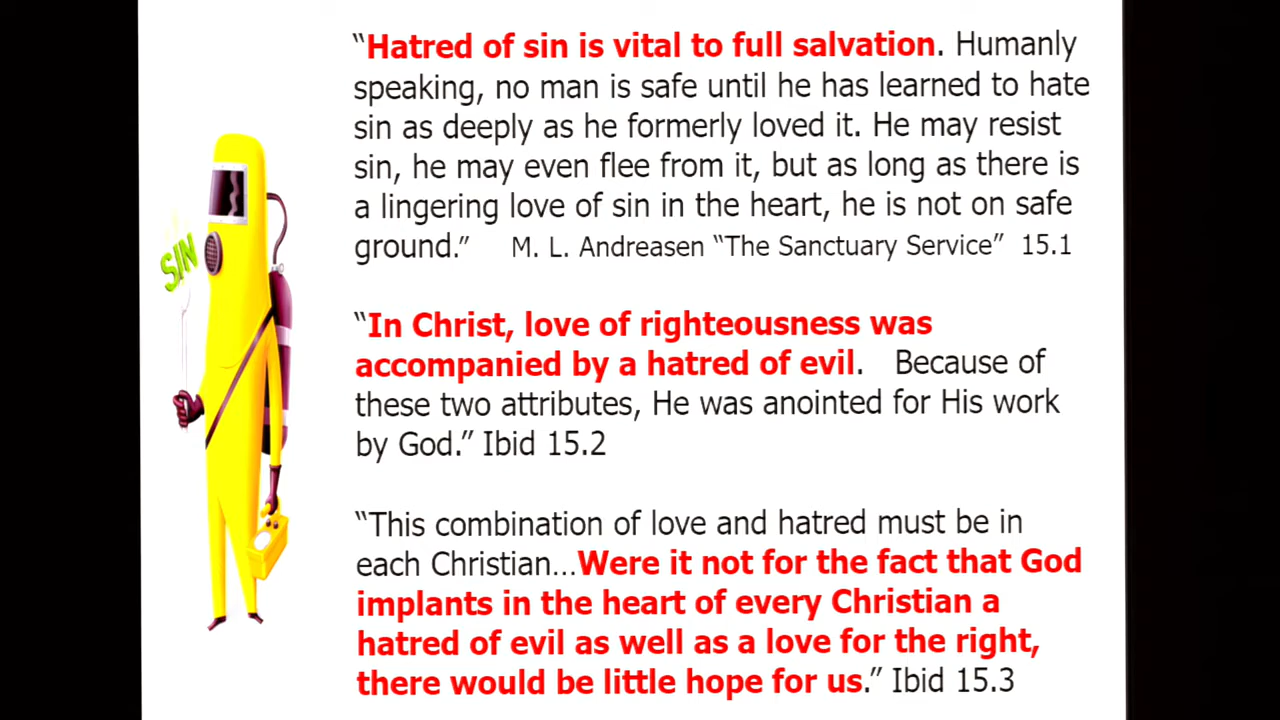 “Hatred of sin is vital to full salvation. Humanly
speaking, no man is safe until he has learned to hate
sin as deeply as he formerly loved it. He may resist
sin, he may even flee from it, but as long as there is
a lingering love of sin in the heart, he is not on safe
ground.” M. L. Andreasen “The Sanctuary Service” 15.1
SIN
“In Christ, love of righteousness was
accompanied by a hatred of evil. Because of
these two attributes, He was anointed for His work
by God.” Ibid 15.2
“This combination of love and hatred must be in
each Christian...Were it not for the fact that God
implants in the heart of every Christian a
hatred of evil as well as a love for the right,
there would be little hope for us.” Ibid 15.3